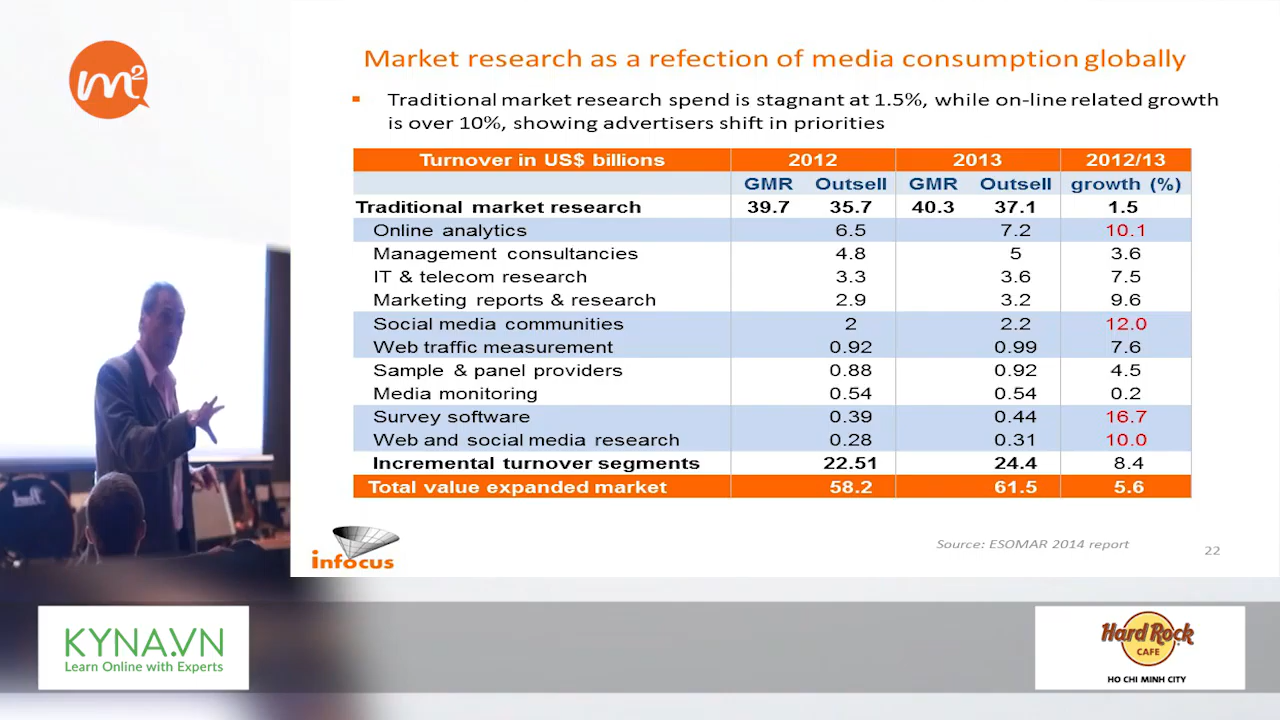 m2
Market research as a refection of media consumption globally
Traditional market research spend is stagnant at 1.5%, while on-line related growth
is over 10%, showing advertisers shift in priorities
Turnover in US$ billions 2012 2013 2012/13
GMR Outsell GMR Outsell growth (%)
Traditional market research 39.7 35.7 40.3 37.1 1.5
Online analytics 6.5 7.2 10.1
Management consultancies 4.8 5 3.6
IT & telecom research 3.3 3.6 7.5
Marketing reports & research 2.9 3.2 9.6
Social media communities 2 2.2 12.0
Web traffic measurement 0.92 0.99 7.6
Sample & panel providers 0.88 0.92 4.5
Media monitoring 0.54 0.54 0.2
Survey software 0.39 0.44 16.7
Web and social media research 0.28 0.31 10.0
Incremental turnover segments 22.51 24.4 8.4
Total value expanded market 58.2 61.5 5.6
infocus
Source: ESOMAR 2014 report
22
KYNA.VN
Learn Online with Experts
Hard Rock
CAFE
HO CHI MINH CITY